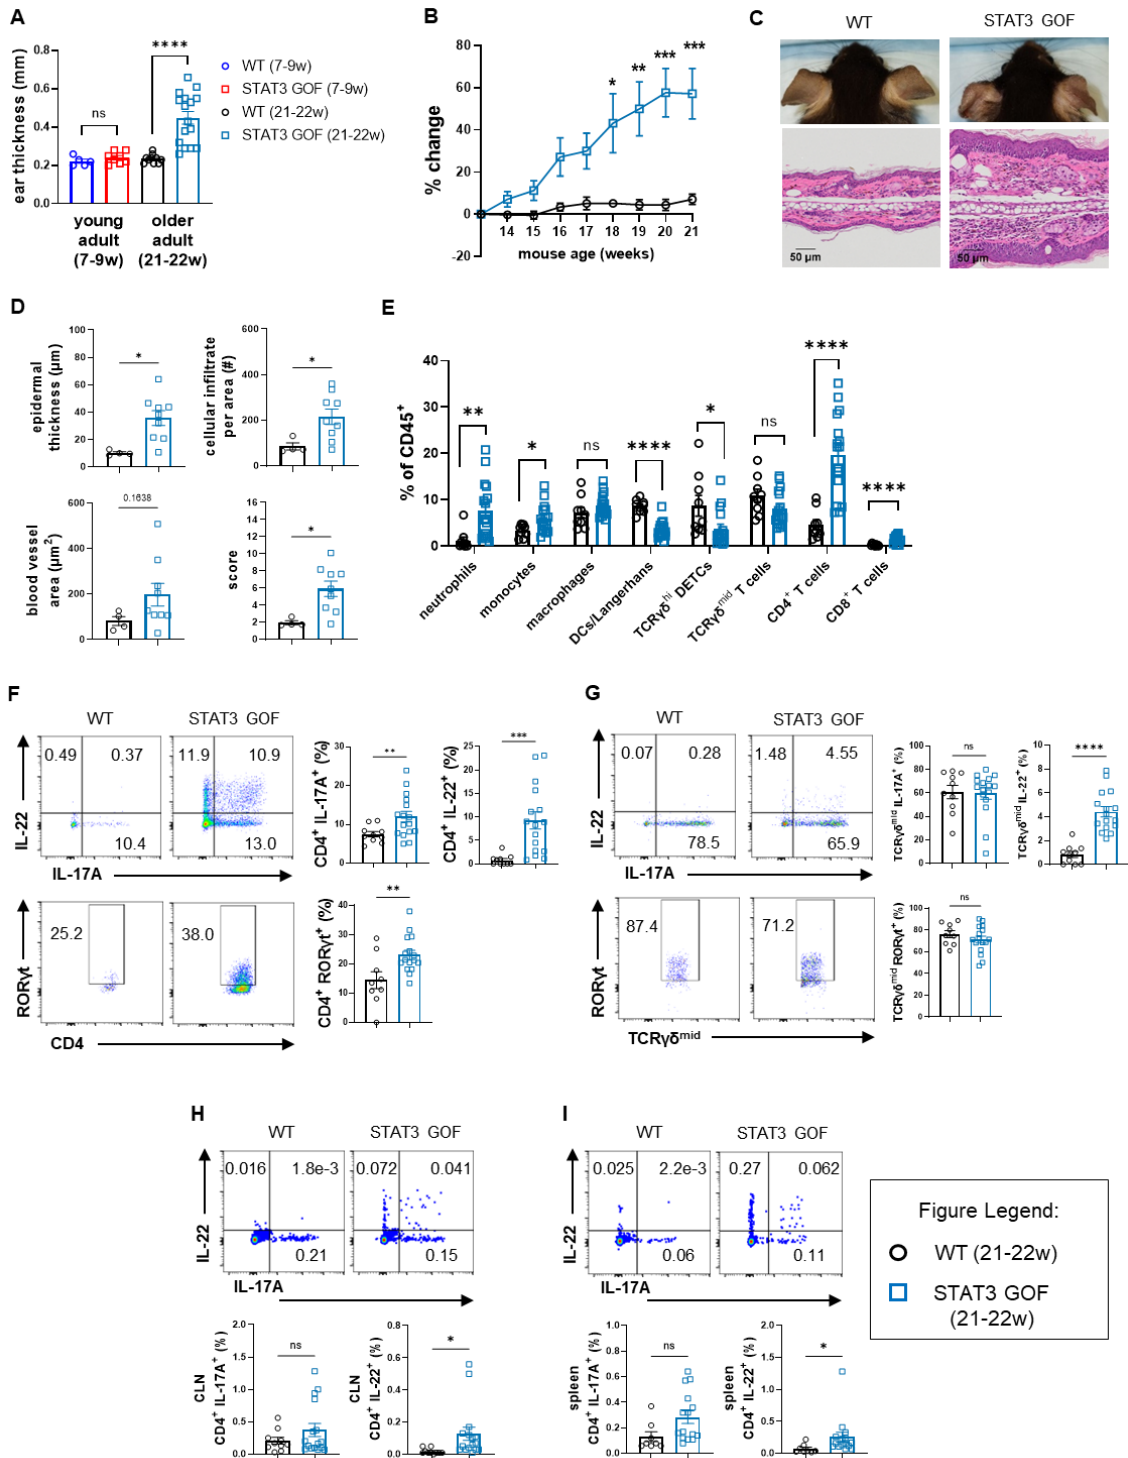 A
ear thickness (mm)
0.8
0.6
0.4
0.2
0.0
ns
****
WT (7-9w)
STAT3 GOF (7-9w)
WT (21-22w)
STAT3 GOF (21-22w)
young adult (7-9w)
older adult (21-22w)
B
% change
80
60
40
20
0
-20
*
**
***
***
14 15 16 17 18 19 20 21
mouse age (weeks)
C
WT
STAT3 GOF
50 µm
50 µm
D
epidermal thickness (µm)
100
80
60
40
20
0
*
cellular infiltrate per area (#)
600
400
200
0
*
blood vessel area (µm²)
600
400
200
0
0.1638
score
16
14
12
10
8
6
4
2
0
*
E
% of CD45⁺
40
30
20
10
0
**
*
ns
****
*
ns
****
****
neutrophils
monocytes
macrophages
DCs/Langerhans
TCRγδʰⁱ DETCs
TCRγδᵐⁱᵈ T cells
CD4⁺ T cells
CD8⁺ T cells
F
WT
STAT3 GOF
0.49 0.37
10.4
11.9 10.9
13.0
IL-22
IL-17A
CD4⁺ IL-17A⁺ (%)
30
20
10
0
**
CD4⁺ IL-22⁺ (%)
25
20
15
10
5
0
***
25.2
38.0
RORγt
CD4
CD4⁺ RORγt⁺ (%)
40
30
20
10
0
**
G
WT
STAT3 GOF
0.07 0.28
78.5
1.48 4.55
65.9
IL-22
IL-17A
TCRγδᵐⁱᵈ IL-17A⁺ (%)
100
80
60
40
20
0
ns
TCRγδᵐⁱᵈ IL-22⁺ (%)
10
8
6
4
2
0
****
87.4
71.2
RORγt
TCRγδᵐⁱᵈ
TCRγδᵐⁱᵈ RORγt⁺ (%)
100
80
60
40
20
0
ns
H
WT
STAT3 GOF
0.016 1.8e-3
0.21
0.072 0.041
0.15
IL-22
IL-17A
CLN
CD4⁺ IL-17A⁺ (%)
2.0
1.5
1.0
0.5
0.0
ns
CLN
CD4⁺ IL-22⁺ (%)
0.8
0.6
0.4
0.2
0.0
*
I
WT
STAT3 GOF
0.025 2.2e-3
0.06
0.27 0.062
0.11
IL-22
IL-17A
spleen
CD4⁺ IL-17A⁺ (%)
1.0
0.8
0.6
0.4
0.2
0.0
ns
spleen
CD4⁺ IL-22⁺ (%)
2.0
1.5
1.0
0.5
0.0
*
Figure Legend:
WT (21-22w)
STAT3 GOF
(21-22w)